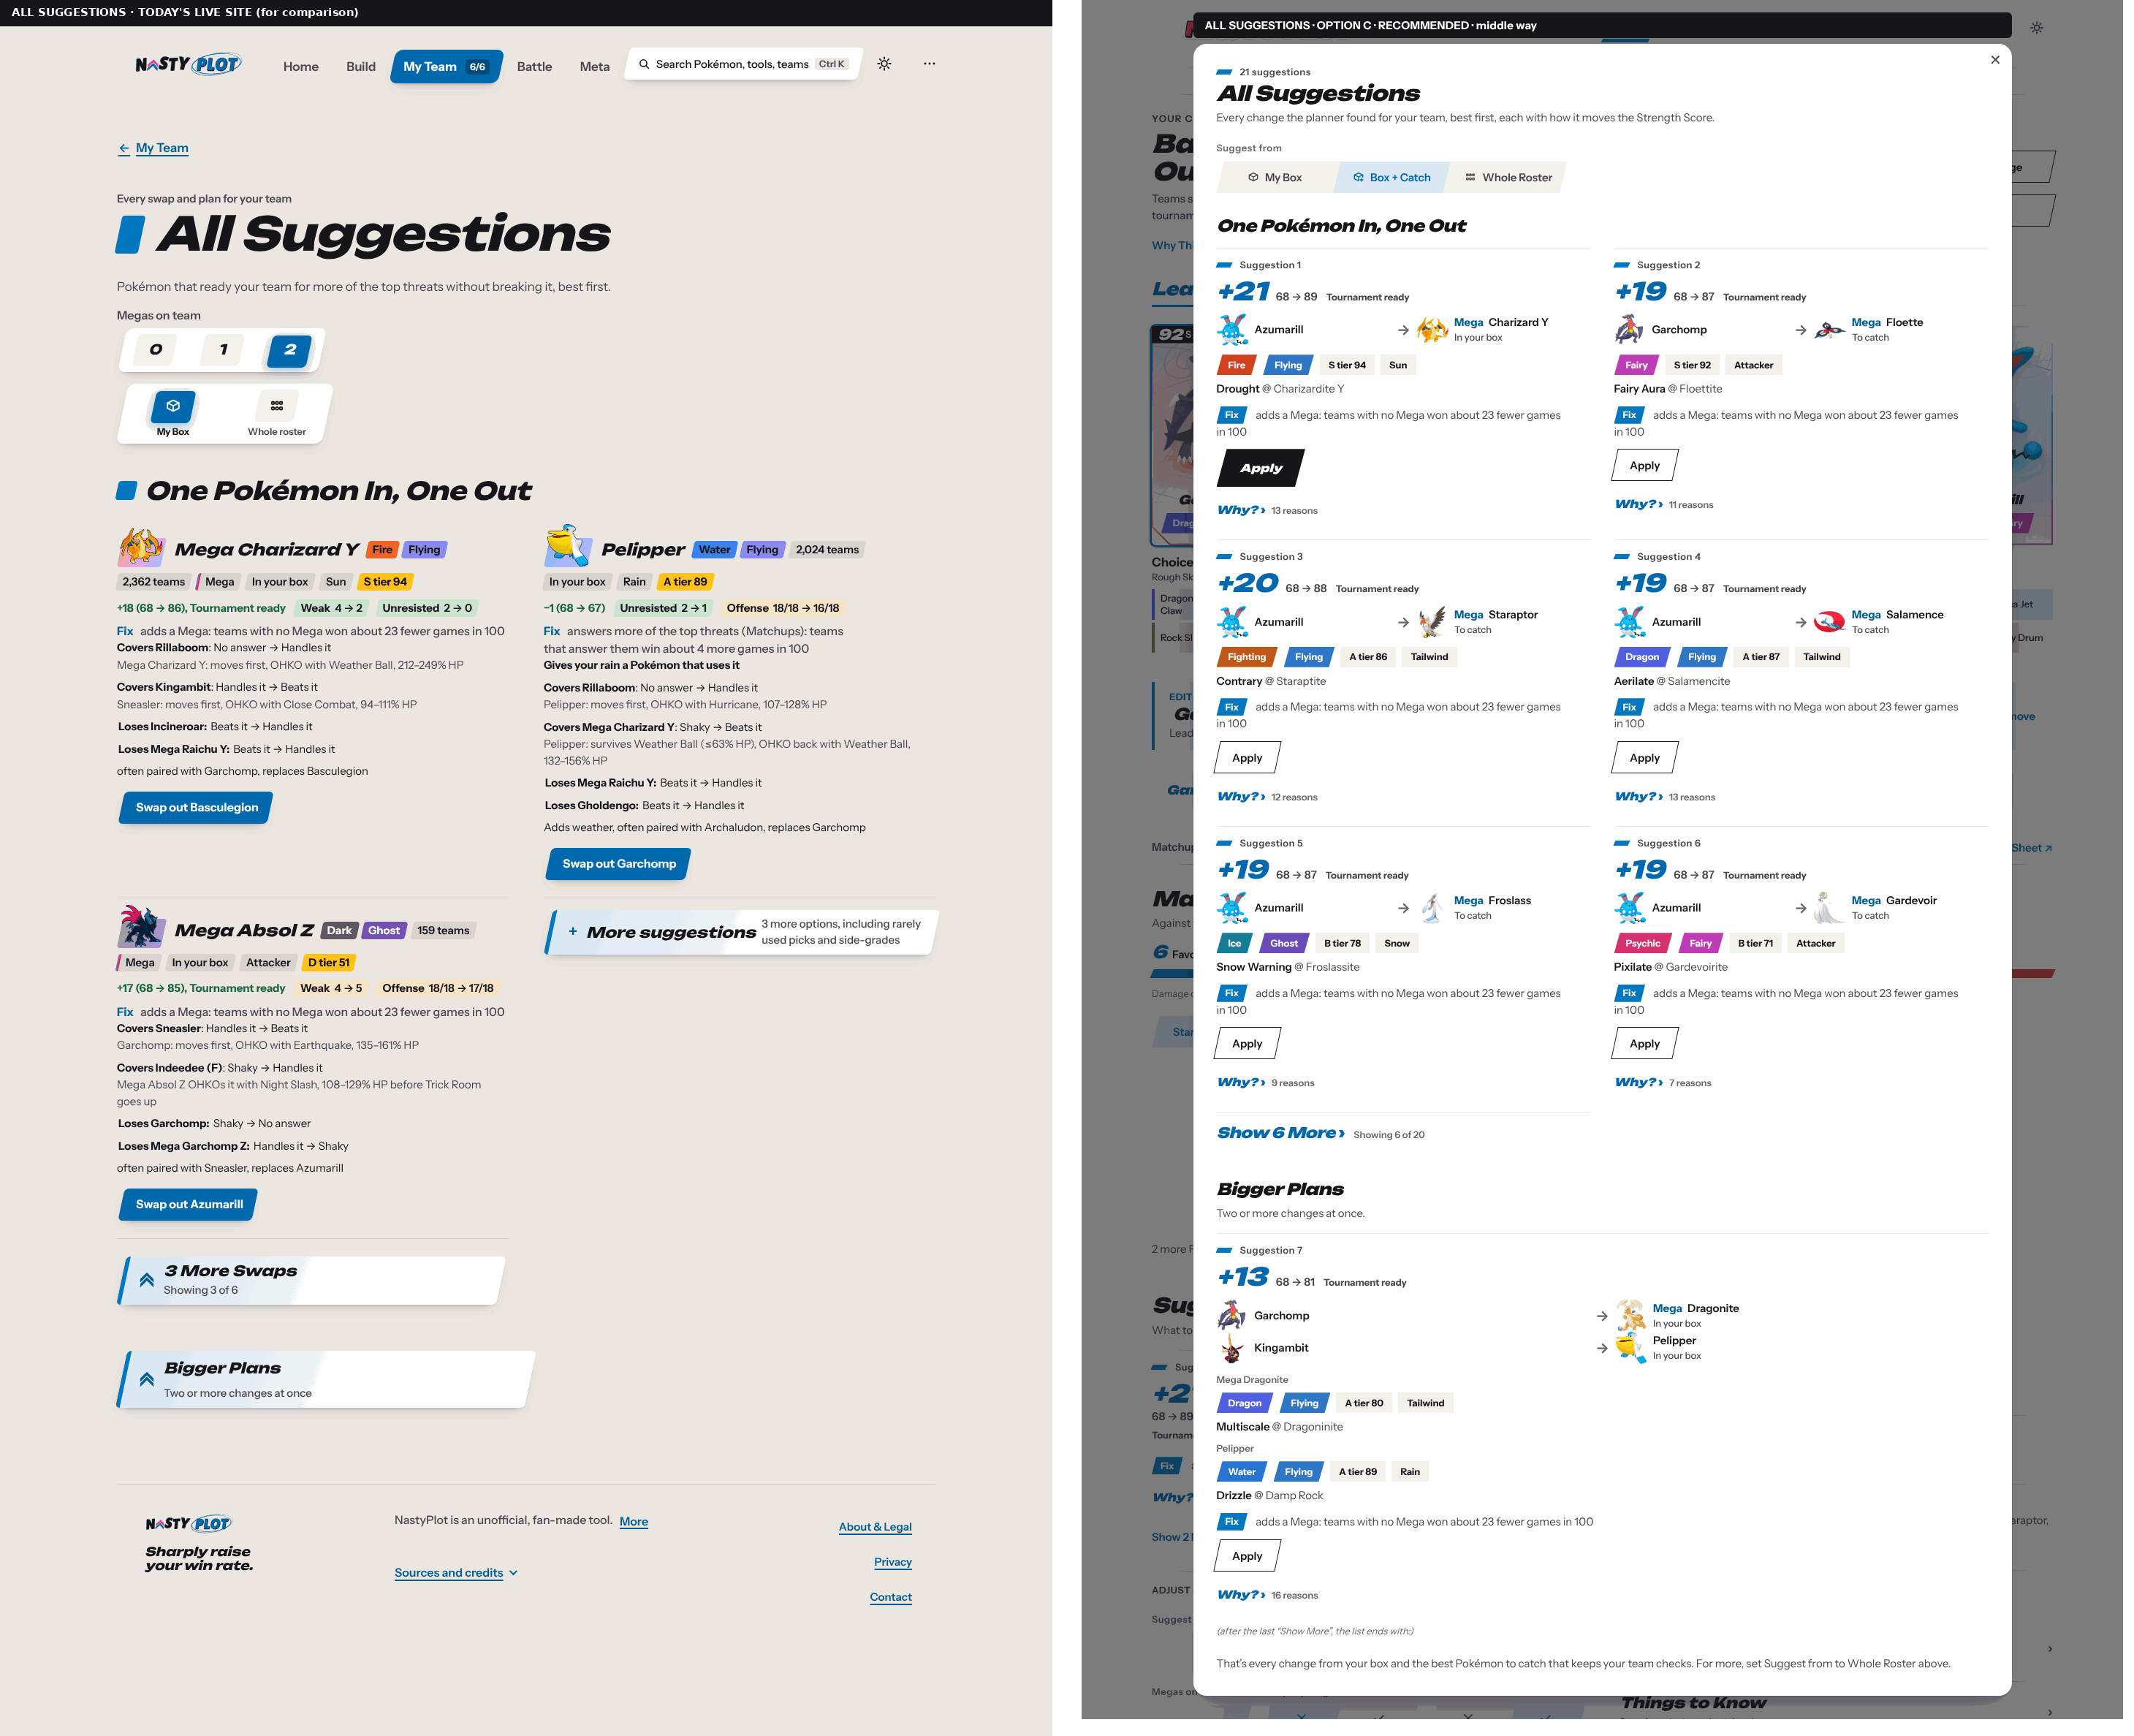 ALL SUGGESTIONS · TODAY'S LIVE SITE (for comparison)
NASTY PLOT
Home
Build
My Team 6/6
Battle
Meta
Search Pokémon, tools, teams Ctrl K
← My Team
Every swap and plan for your team
All Suggestions
Pokémon that ready your team for more of the top threats without breaking it, best first.
Megas on team
0 1 2
My Box Whole roster
One Pokémon In, One Out
Mega Charizard Y Fire Flying
2,362 teams Mega In your box Sun S tier 94
+18 (68 → 86), Tournament ready Weak 4 → 2 Unresisted 2 → 0
Fix adds a Mega: teams with no Mega won about 23 fewer games in 100
Covers Rillaboom: No answer → Handles it
Mega Charizard Y: moves first, OHKO with Weather Ball, 212–249% HP
Covers Kingambit: Handles it → Beats it
Sneasler: moves first, OHKO with Close Combat, 94–111% HP
Loses Incineroar: Beats it → Handles it
Loses Mega Raichu Y: Beats it → Handles it
often paired with Garchomp, replaces Basculegion
Swap out Basculegion
Pelipper Water Flying 2,024 teams
In your box Rain A tier 89
−1 (68 → 67) Unresisted 2 → 1 Offense 18/18 → 16/18
Fix answers more of the top threats (Matchups): teams
that answer them win about 4 more games in 100
Gives your rain a Pokémon that uses it
Covers Rillaboom: No answer → Handles it
Pelipper: moves first, OHKO with Hurricane, 107–128% HP
Covers Mega Charizard Y: Shaky → Beats it
Pelipper: survives Weather Ball (≤63% HP), OHKO back with Weather Ball,
132–156% HP
Loses Mega Raichu Y: Beats it → Handles it
Loses Gholdengo: Beats it → Handles it
Adds weather, often paired with Archaludon, replaces Garchomp
Swap out Garchomp
Mega Absol Z Dark Ghost 159 teams
Mega In your box Attacker D tier 51
+17 (68 → 85), Tournament ready Weak 4 → 5 Offense 18/18 → 17/18
Fix adds a Mega: teams with no Mega won about 23 fewer games in 100
Covers Sneasler: Handles it → Beats it
Garchomp: moves first, OHKO with Earthquake, 135–161% HP
Covers Indeedee (F): Shaky → Handles it
Mega Absol Z OHKOs it with Night Slash, 108–129% HP before Trick Room
goes up
Loses Garchomp: Shaky → No answer
Loses Mega Garchomp Z: Handles it → Shaky
often paired with Sneasler, replaces Azumarill
Swap out Azumarill
+ More suggestions 3 more options, including rarely
used picks and side-grades
3 More Swaps
Showing 3 of 6
Bigger Plans
Two or more changes at once
NASTY PLOT
Sharply raise
your win rate.
NastyPlot is an unofficial, fan-made tool. More
Sources and credits
About & Legal
Privacy
Contact
ALL SUGGESTIONS · OPTION C · RECOMMENDED · middle way
21 suggestions
All Suggestions
Every change the planner found for your team, best first, each with how it moves the Strength Score.
Suggest from
My Box Box + Catch Whole Roster
One Pokémon In, One Out
Suggestion 1
+21 68 → 89 Tournament ready
Azumarill → Mega Charizard Y
In your box
Fire Flying S tier 94 Sun
Drought @ Charizardite Y
Fix adds a Mega: teams with no Mega won about 23 fewer games
in 100
Apply
Why? › 13 reasons
Suggestion 2
+19 68 → 87 Tournament ready
Garchomp → Mega Floette
To catch
Fairy S tier 92 Attacker
Fairy Aura @ Floettite
Fix adds a Mega: teams with no Mega won about 23 fewer games
in 100
Apply
Why? › 11 reasons
Suggestion 3
+20 68 → 88 Tournament ready
Azumarill → Mega Staraptor
To catch
Fighting Flying A tier 86 Tailwind
Contrary @ Staraptite
Fix adds a Mega: teams with no Mega won about 23 fewer games
in 100
Apply
Why? › 12 reasons
Suggestion 4
+19 68 → 87 Tournament ready
Azumarill → Mega Salamence
To catch
Dragon Flying A tier 87 Tailwind
Aerilate @ Salamencite
Fix adds a Mega: teams with no Mega won about 23 fewer games
in 100
Apply
Why? › 13 reasons
Suggestion 5
+19 68 → 87 Tournament ready
Azumarill → Mega Froslass
To catch
Ice Ghost B tier 78 Snow
Snow Warning @ Froslassite
Fix adds a Mega: teams with no Mega won about 23 fewer games
in 100
Apply
Why? › 9 reasons
Suggestion 6
+19 68 → 87 Tournament ready
Azumarill → Mega Gardevoir
To catch
Psychic Fairy B tier 71 Attacker
Pixilate @ Gardevoirite
Fix adds a Mega: teams with no Mega won about 23 fewer games
in 100
Apply
Why? › 7 reasons
Show 6 More › Showing 6 of 20
Bigger Plans
Two or more changes at once.
Suggestion 7
+13 68 → 81 Tournament ready
Garchomp → Mega Dragonite
In your box
Kingambit → Pelipper
In your box
Mega Dragonite
Dragon Flying A tier 80 Tailwind
Multiscale @ Dragoninite
Pelipper
Water Flying A tier 89 Rain
Drizzle @ Damp Rock
Fix adds a Mega: teams with no Mega won about 23 fewer games in 100
Apply
Why? › 16 reasons
(after the last "Show More", the list ends with:)
That's every change from your box and the best Pokémon to catch that keeps your team checks. For more, set Suggest from to Whole Roster above.
Things to Know